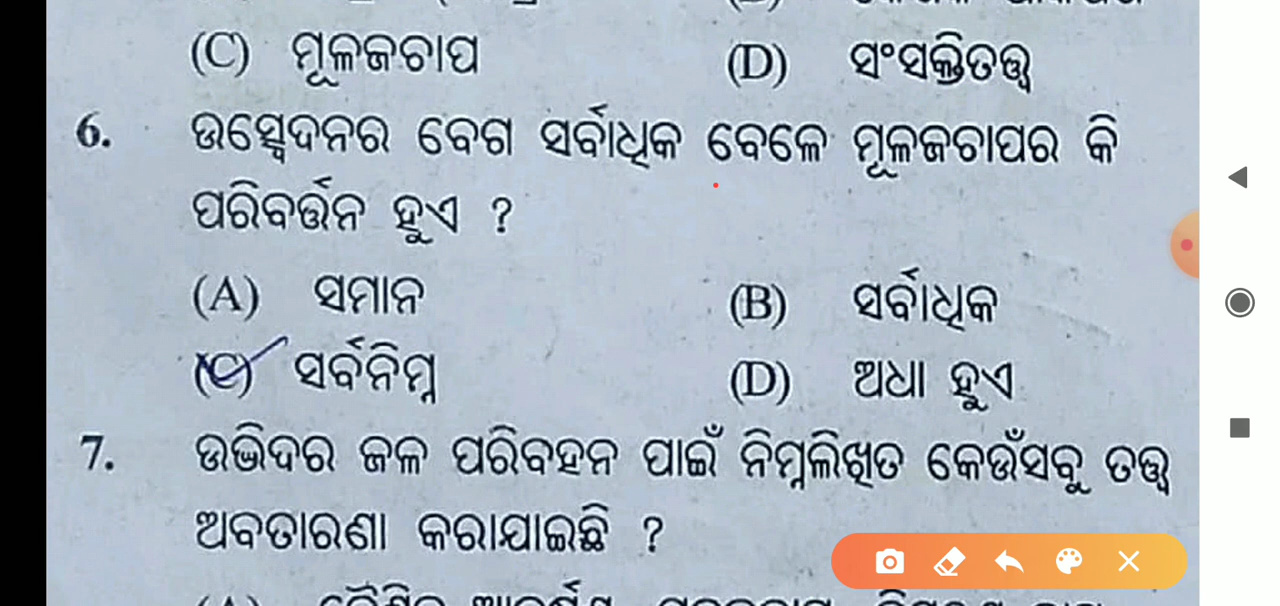 (C) ମୂଳଜଚାପ (D) ସଂସକ୍ତିତତ୍ତ୍ୱ
6. ଉତ୍ସ୍ୱେଦନର ବେଗ ସର୍ବାଧିକ ବେଳେ ମୂଳଜଚାପର କି
ପରିବର୍ତ୍ତନ ହୁଏ ?
(A) ସମାନ (B) ସର୍ବାଧିକ
(C) ସର୍ବନିମ୍ନ (D) ଅଧା ହୁଏ
7. ଉଦ୍ଭିଦର ଜଳ ପରିବହନ ପାଇଁ ନିମ୍ନଲିଖିତ କେଉଁସବୁ ତତ୍ତ୍ୱ
ଅବତାରଣା କରାଯାଇଛି ?